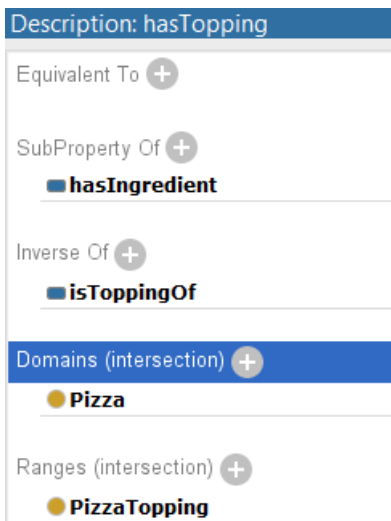 Description: hasTopping
Equivalent To
SubProperty Of
hasIngredient
Inverse Of
isToppingOf
Domains (intersection)
Pizza
Ranges (intersection)
PizzaTopping